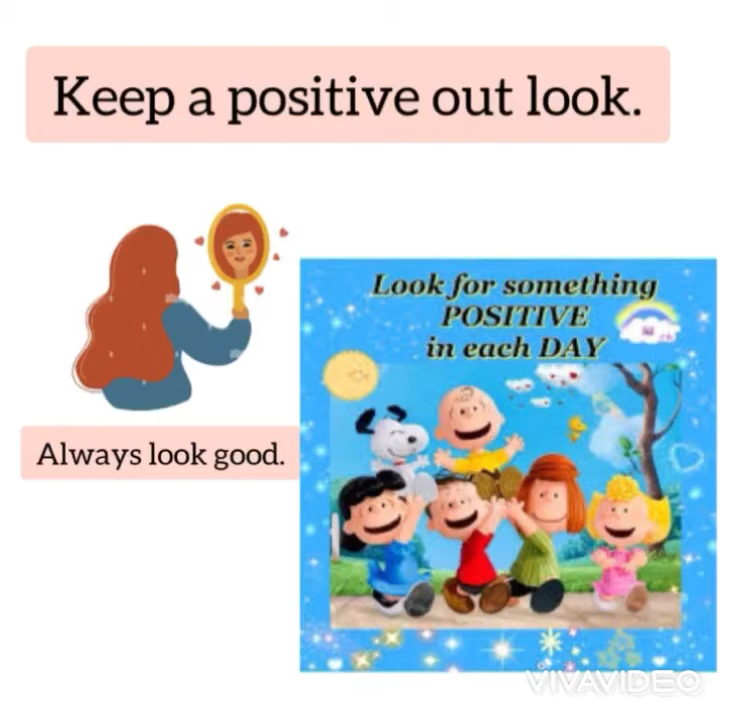 Keep a positive out look.
Look for something
POSITIVE
in each DAY
Always look good.
VIVAVIDEO